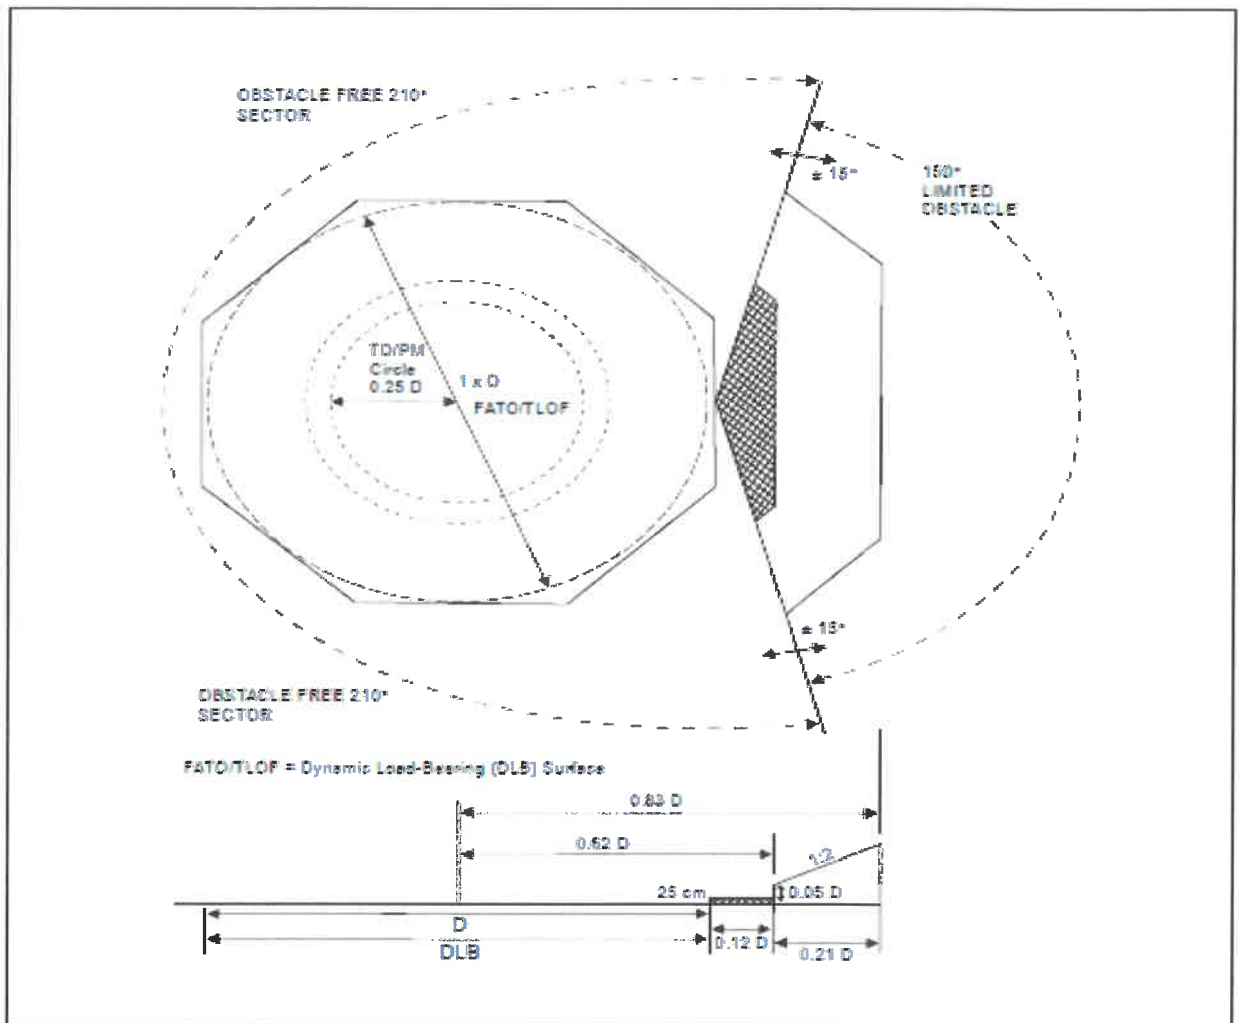 OBSTACLE FREE 210°
SECTOR
± 15°
150°
LIMITED
OBSTACLE
TD/PM
Circle
0.25 D
1 x D
FATO/TLOF
± 15°
OBSTACLE FREE 210°
SECTOR
FATO/TLOF = Dynamic Load-Bearing (DLB) Surface
0.83 D
0.62 D
1:2
25 cm
0.05 D
D
0.12 D
0.21 D
DLB